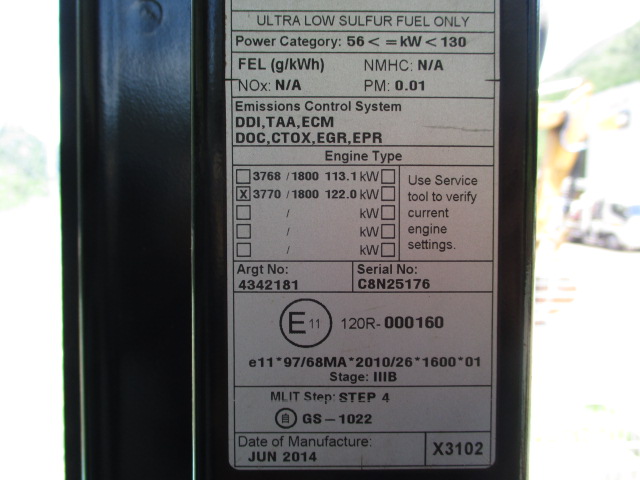 ULTRA LOW SULFUR FUEL ONLY
Power Category: 56 < = kW < 130
FEL (g/kWh) NMHC: N/A
NOx: N/A PM: 0.01
Emissions Control System
DDI,TAA,ECM
DOC,CTOX,EGR,EPR
Engine Type
3768 / 1800 113.1 kW
X 3770 / 1800 122.0 kW
/ kW
/ kW
/ kW
Use Service
tool to verify
current
engine
settings.
Argt No: Serial No:
4342181 C8N25176
E 11 120R- 000160
e11*97/68MA*2010/26*1600*01
Stage: IIIB
MLIT Step: STEP 4
自 GS-1022
Date of Manufacture:
JUN 2014 X3102